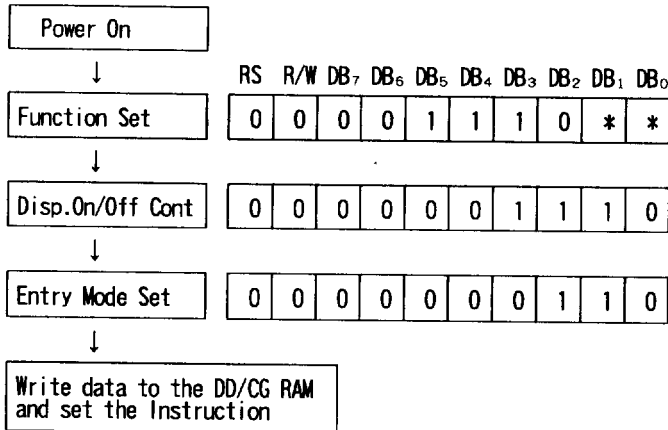 Power On
RS R/W DB₇ DB₆ DB₅ DB₄ DB₃ DB₂ DB₁ DB₀
Function Set 0 0 0 0 1 1 1 0 * *
Disp.On/Off Cont 0 0 0 0 0 0 1 1 1 0
Entry Mode Set 0 0 0 0 0 0 0 1 1 0
Write data to the DD/CG RAM
and set the Instruction